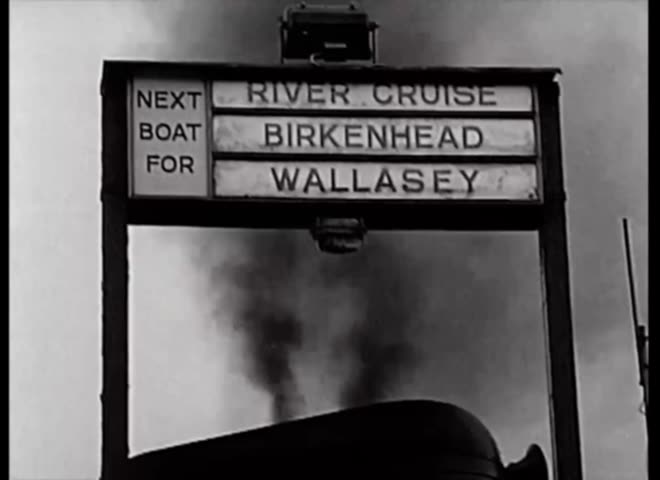 NEXT
BOAT
FOR
RIVER CRUISE
BIRKENHEAD
WALLASEY